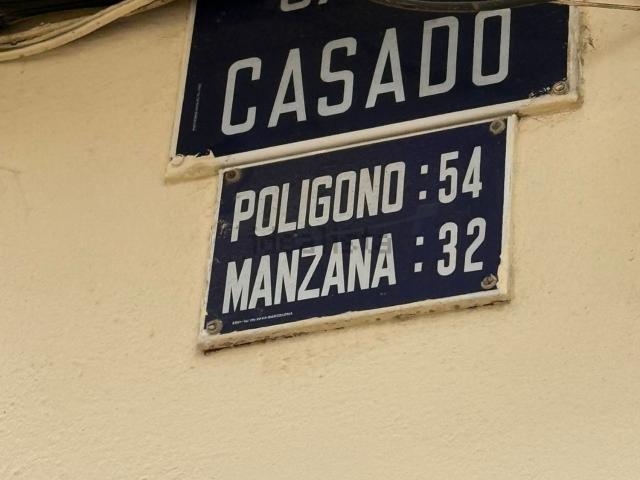 CASADO
POLIGONO : 54
MANZANA : 32